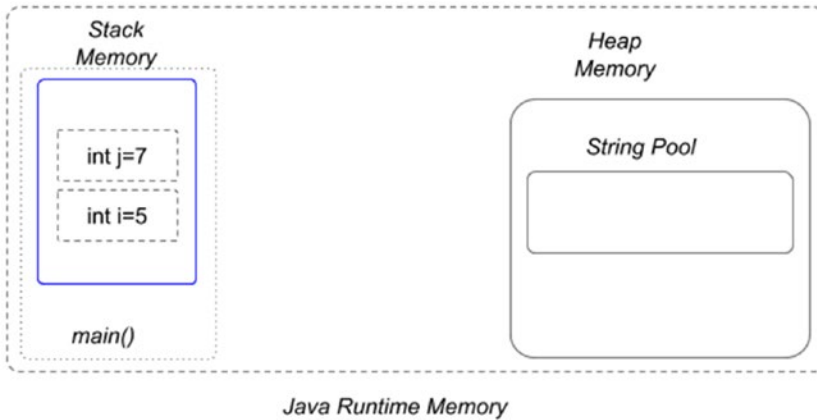 Stack
Memory
int j=7
int i=5
main()
Heap
Memory
String Pool
Java Runtime Memory